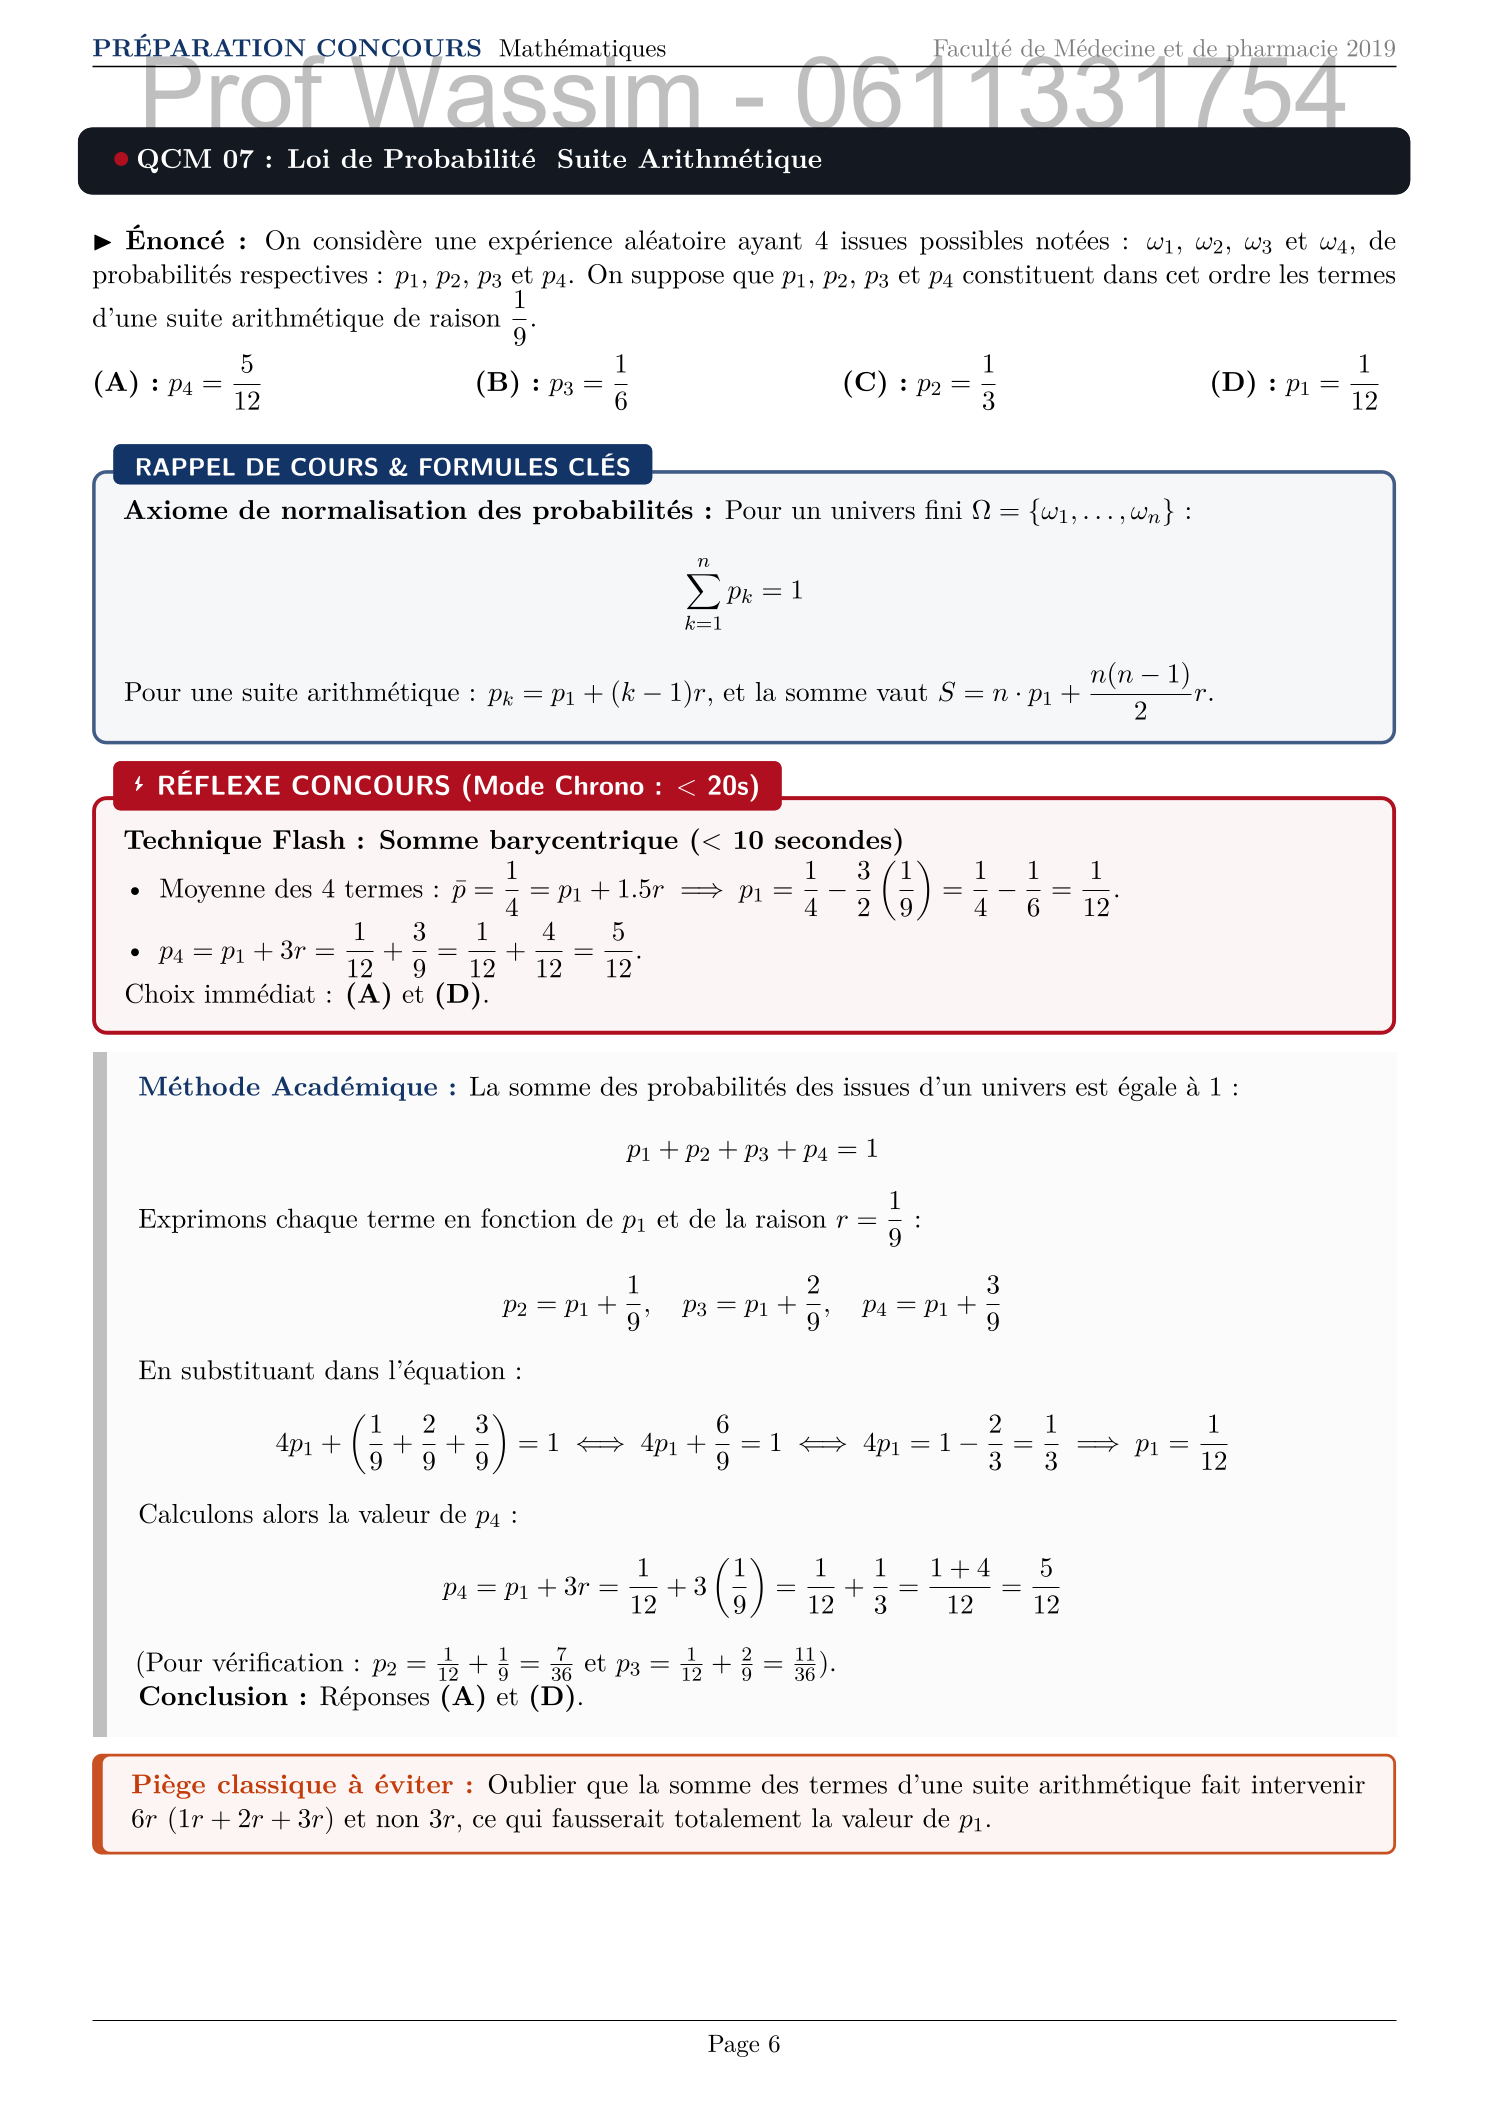 PRÉPARATION CONCOURS Mathématiques Faculté de Médecine et de pharmacie 2019
Prof Wassim - 0611331754
QCM 07 : Loi de Probabilité Suite Arithmétique
▶ Énoncé : On considère une expérience aléatoire ayant 4 issues possibles notées : ω₁, ω₂, ω₃ et ω₄, de
probabilités respectives : p₁, p₂, p₃ et p₄. On suppose que p₁, p₂, p₃ et p₄ constituent dans cet ordre les termes
d'une suite arithmétique de raison 1/9.
(A) : p₄ = 5/12 (B) : p₃ = 1/6 (C) : p₂ = 1/3 (D) : p₁ = 1/12
RAPPEL DE COURS & FORMULES CLÉS
Axiome de normalisation des probabilités : Pour un univers fini Ω = {ω₁, . . . , ωₙ} :
∑_{k=1}^{n} pₖ = 1
Pour une suite arithmétique : pₖ = p₁ + (k − 1)r, et la somme vaut S = n · p₁ + n(n − 1)/2 r.
RÉFLEXE CONCOURS (Mode Chrono : < 20s)
Technique Flash : Somme barycentrique (< 10 secondes)
• Moyenne des 4 termes : p̄ = 1/4 = p₁ + 1.5r ⟹ p₁ = 1/4 − 3/2 (1/9) = 1/4 − 1/6 = 1/12.
• p₄ = p₁ + 3r = 1/12 + 3/9 = 1/12 + 4/12 = 5/12.
Choix immédiat : (A) et (D).
Méthode Académique : La somme des probabilités des issues d'un univers est égale à 1 :
p₁ + p₂ + p₃ + p₄ = 1
Exprimons chaque terme en fonction de p₁ et de la raison r = 1/9 :
p₂ = p₁ + 1/9, p₃ = p₁ + 2/9, p₄ = p₁ + 3/9
En substituant dans l'équation :
4p₁ + (1/9 + 2/9 + 3/9) = 1 ⟺ 4p₁ + 6/9 = 1 ⟺ 4p₁ = 1 − 2/3 = 1/3 ⟹ p₁ = 1/12
Calculons alors la valeur de p₄ :
p₄ = p₁ + 3r = 1/12 + 3 (1/9) = 1/12 + 1/3 = (1 + 4)/12 = 5/12
(Pour vérification : p₂ = 1/12 + 1/9 = 7/36 et p₃ = 1/12 + 2/9 = 11/36).
Conclusion : Réponses (A) et (D).
Piège classique à éviter : Oublier que la somme des termes d'une suite arithmétique fait intervenir
6r (1r + 2r + 3r) et non 3r, ce qui fausserait totalement la valeur de p₁.
Page 6